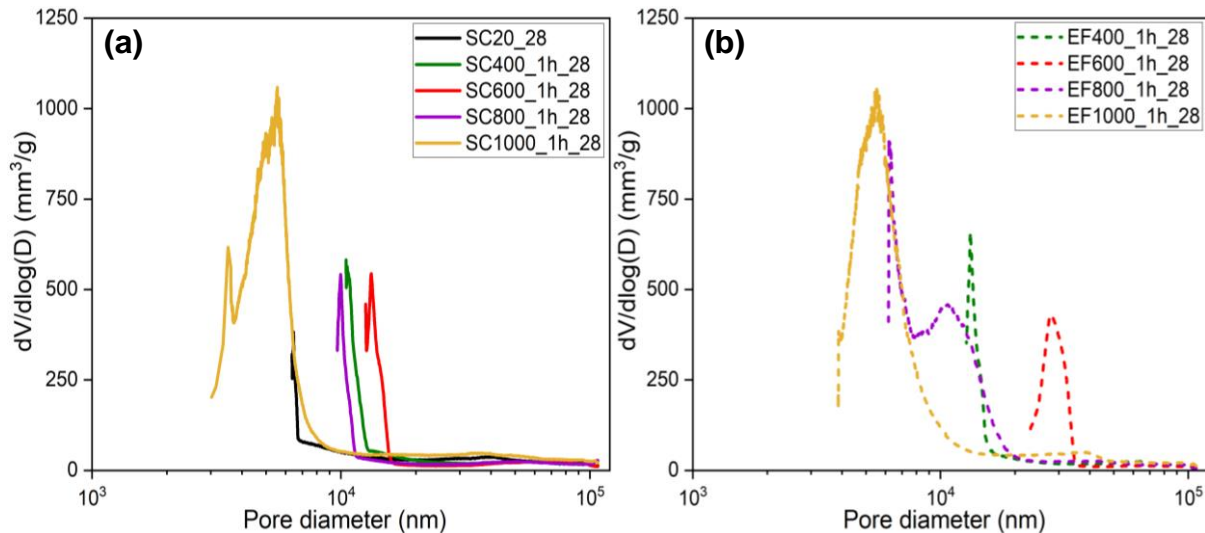 (a)
SC20_28
SC400_1h_28
SC600_1h_28
SC800_1h_28
SC1000_1h_28
dV/dlog(D) (mm³/g)
1250
1000
750
500
250
0
10³
10⁴
10⁵
Pore diameter (nm)
(b)
EF400_1h_28
EF600_1h_28
EF800_1h_28
EF1000_1h_28
dV/dlog(D) (mm³/g)
1250
1000
750
500
250
0
10³
10⁴
10⁵
Pore diameter (nm)